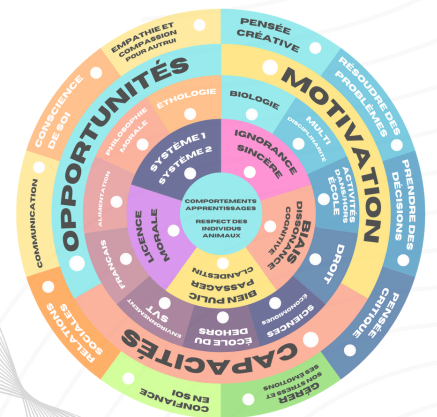 EMPATHIE ET
COMPASSION
POUR AUTRUI
PENSÉE
CRÉATIVE
RÉSOUDRE DES
PROBLÈMES
PRENDRE DES
DÉCISIONS
PENSÉE
CRITIQUE
GÉRER
SON STRESS ET
SES ÉMOTIONS
CONFIANCE
EN SOI
RELATIONS
SOCIALES
COMMUNICATION
CONSCIENCE
DE SOI
OPPORTUNITÉS
MOTIVATION
CAPACITÉS
ÉTHOLOGIE
BIOLOGIE
MULTI
DISCIPLINARITÉ
ACTIVITÉS
DANS/HORS
ÉCOLE
DROIT
SCIENCES
ÉCONOMIQUES
ÉCOLE DU
DEHORS
SVT
ENVIRONNEMENT
FRANCAS
ALIMENTATION
PHILOSOPHIE
MORALE
SYSTÈME 1
SYSTÈME 2
IGNORANCE
SINCÈRE
BIAIS
DISSONANCE
COGNITIVE
BIEN PULIC
PASSAGER
CLANDESTIN
LICENCE
MORALE
COMPORTEMENTS
APPRENTISSAGES
RESPECT DES
INDIVIDUS
ANIMAUX